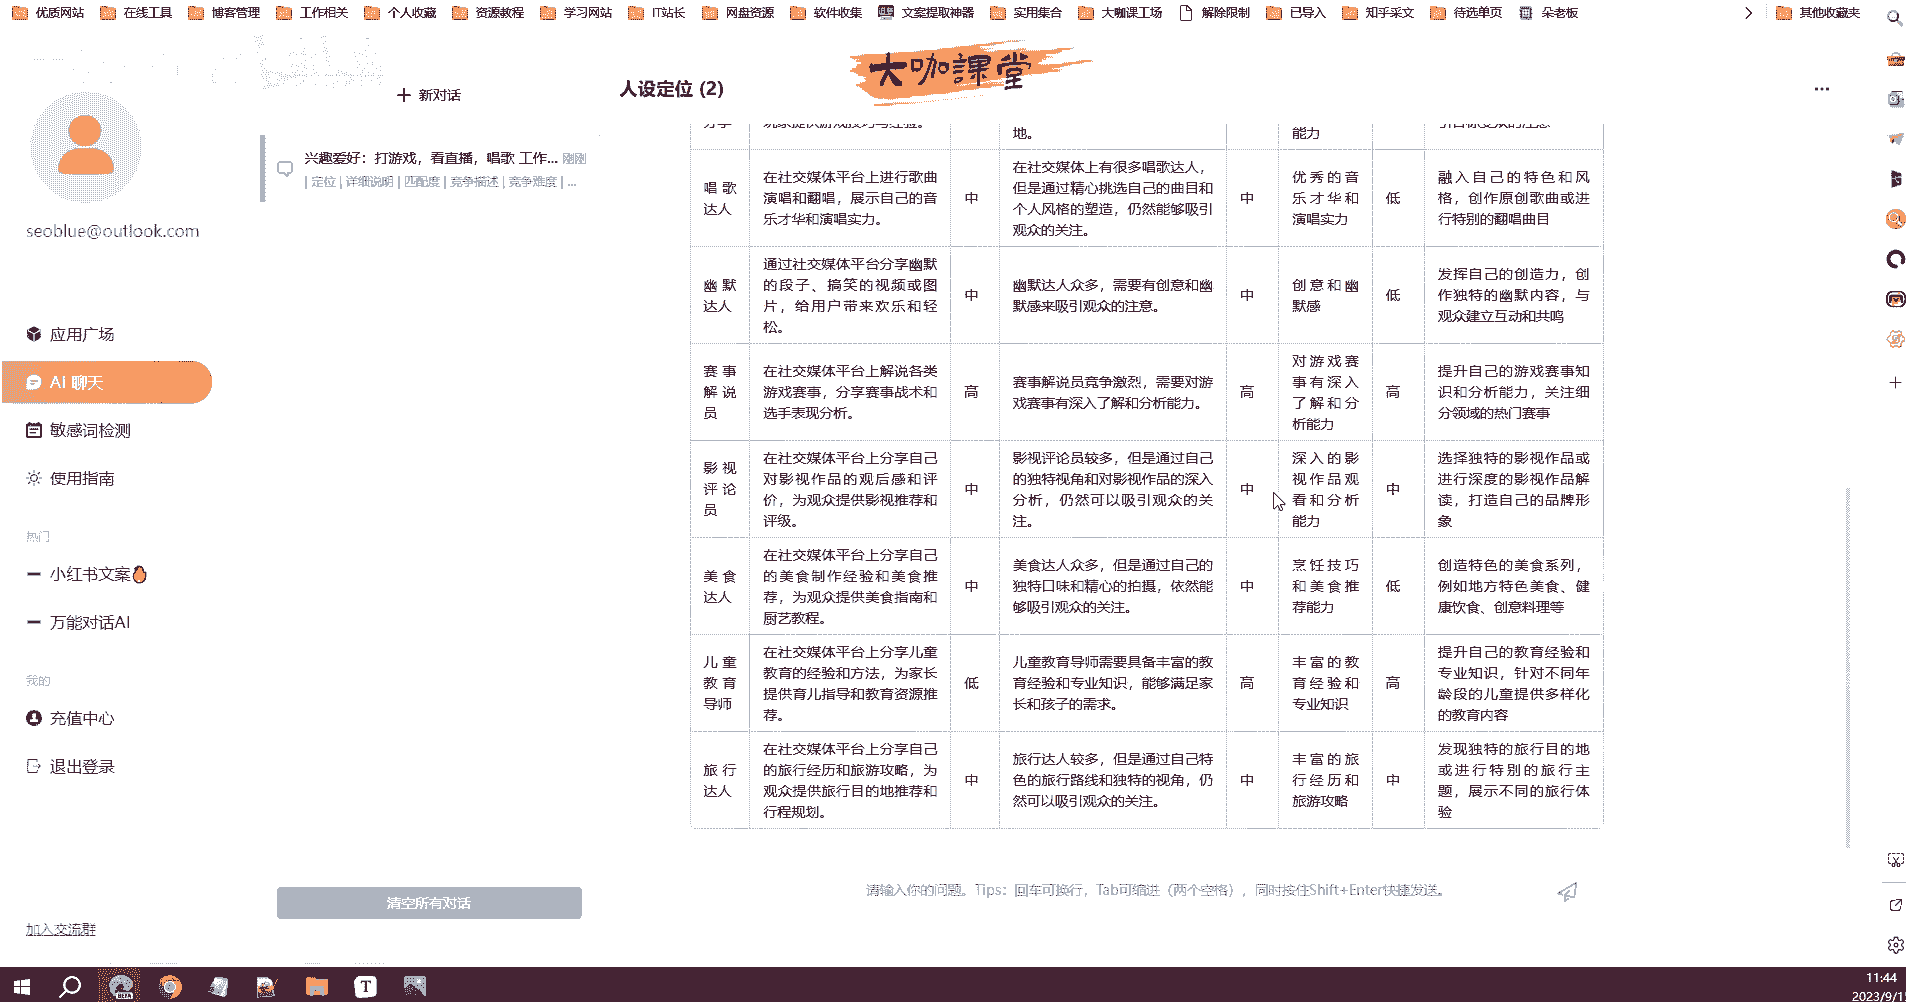 优质网站 在线工具 博客管理 工作相关 个人收藏 资源教程 学习网站 IT站长 网盘资源 软件收集 文案提取神器 实用集合 大咖课工场 解除限制 已导入 知乎采文 待选单页 朵老板 其他收藏夹
大咖課堂
+ 新对话
人设定位 (2)
兴趣爱好：打游戏，看直播，唱歌 工作... 刚刚
| 定位 | 详细说明 | 匹配度 | 竞争描述 | 竞争难度 | ...
seoblue@outlook.com
应用广场
AI 聊天
敏感词检测
使用指南
热门
小红书文案
万能对话AI
我的
充值中心
退出登录
加入交流群
清空所有对话
地。
能力
唱歌
达人
在社交媒体平台上进行歌曲
演唱和翻唱，展示自己的音
乐才华和演唱实力。
中
在社交媒体上有很多唱歌达人，
但是通过精心挑选自己的曲目和
个人风格的塑造，仍然能够吸引
观众的关注。
中
优秀的音
乐才华和
演唱实力
低
融入自己的特色和风
格，创作原创歌曲或进
行特别的翻唱曲目
幽默
达人
通过社交媒体平台分享幽默
的段子、搞笑的视频或图
片，给用户带来欢乐和轻
松。
中
幽默达人众多，需要有创意和幽
默感来吸引观众的注意。
中
创意和幽
默感
低
发挥自己的创造力，创
作独特的幽默内容，与
观众建立互动和共鸣
赛事
解说
员
在社交媒体平台上解说各类
游戏赛事，分享赛事战术和
选手表现分析。
高
赛事解说员竞争激烈，需要对游
戏赛事有深入了解和分析能力。
高
对游戏赛
事有深入
了解和分
析能力
高
提升自己的游戏赛事知
识和分析能力，关注细
分领域的热门赛事
影视
评论
员
在社交媒体平台上分享自己
对影视作品的观后感和评
价，为观众提供影视推荐和
评级。
中
影视评论员较多，但是通过自己
的独特视角和对影视作品的深入
分析，仍然可以吸引观众的关
注。
中
深入的影
视作品观
看和分析
能力
中
选择独特的影视作品或
进行深度的影视作品解
读，打造自己的品牌形
象
美食
达人
在社交媒体平台上分享自己
的美食制作经验和美食推
荐，为观众提供美食指南和
厨艺教程。
中
美食达人众多，但是通过自己的
独特口味和精心的拍摄，依然能
够吸引观众的关注。
中
烹饪技巧
和美食推
荐能力
低
创造特色的美食系列，
例如地方特色美食、健
康饮食、创意料理等
儿童
教育
导师
在社交媒体平台上分享儿童
教育的经验和方法，为家长
提供育儿指导和教育资源推
荐。
低
儿童教育导师需要具备丰富的教
育经验和专业知识，能够满足家
长和孩子的需求。
高
丰富的教
育经验和
专业知识
高
提升自己的教育经验和
专业知识，针对不同年
龄段的儿童提供多样化
的教育内容
旅行
达人
在社交媒体平台上分享自己
的旅行经历和旅游攻略，为
观众提供旅行目的地推荐和
行程规划。
中
旅行达人较多，但是通过自己特
色的旅行路线和独特的视角，仍
然可以吸引观众的关注。
中
丰富的旅
行经历和
旅游攻略
中
发现独特的旅行目的地
或进行特别的旅行主
题，展示不同的旅行体
验
请输入你的问题。Tips：回车可换行，Tab可缩进（两个空格），同时按住Shift+Enter快捷发送。
11:44